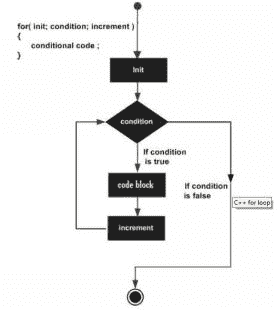 for( init; condition; increment )
{
conditional code ;
}
Init
condition
If condition
is true
code block
If condition
is false
C++ for loop
increment